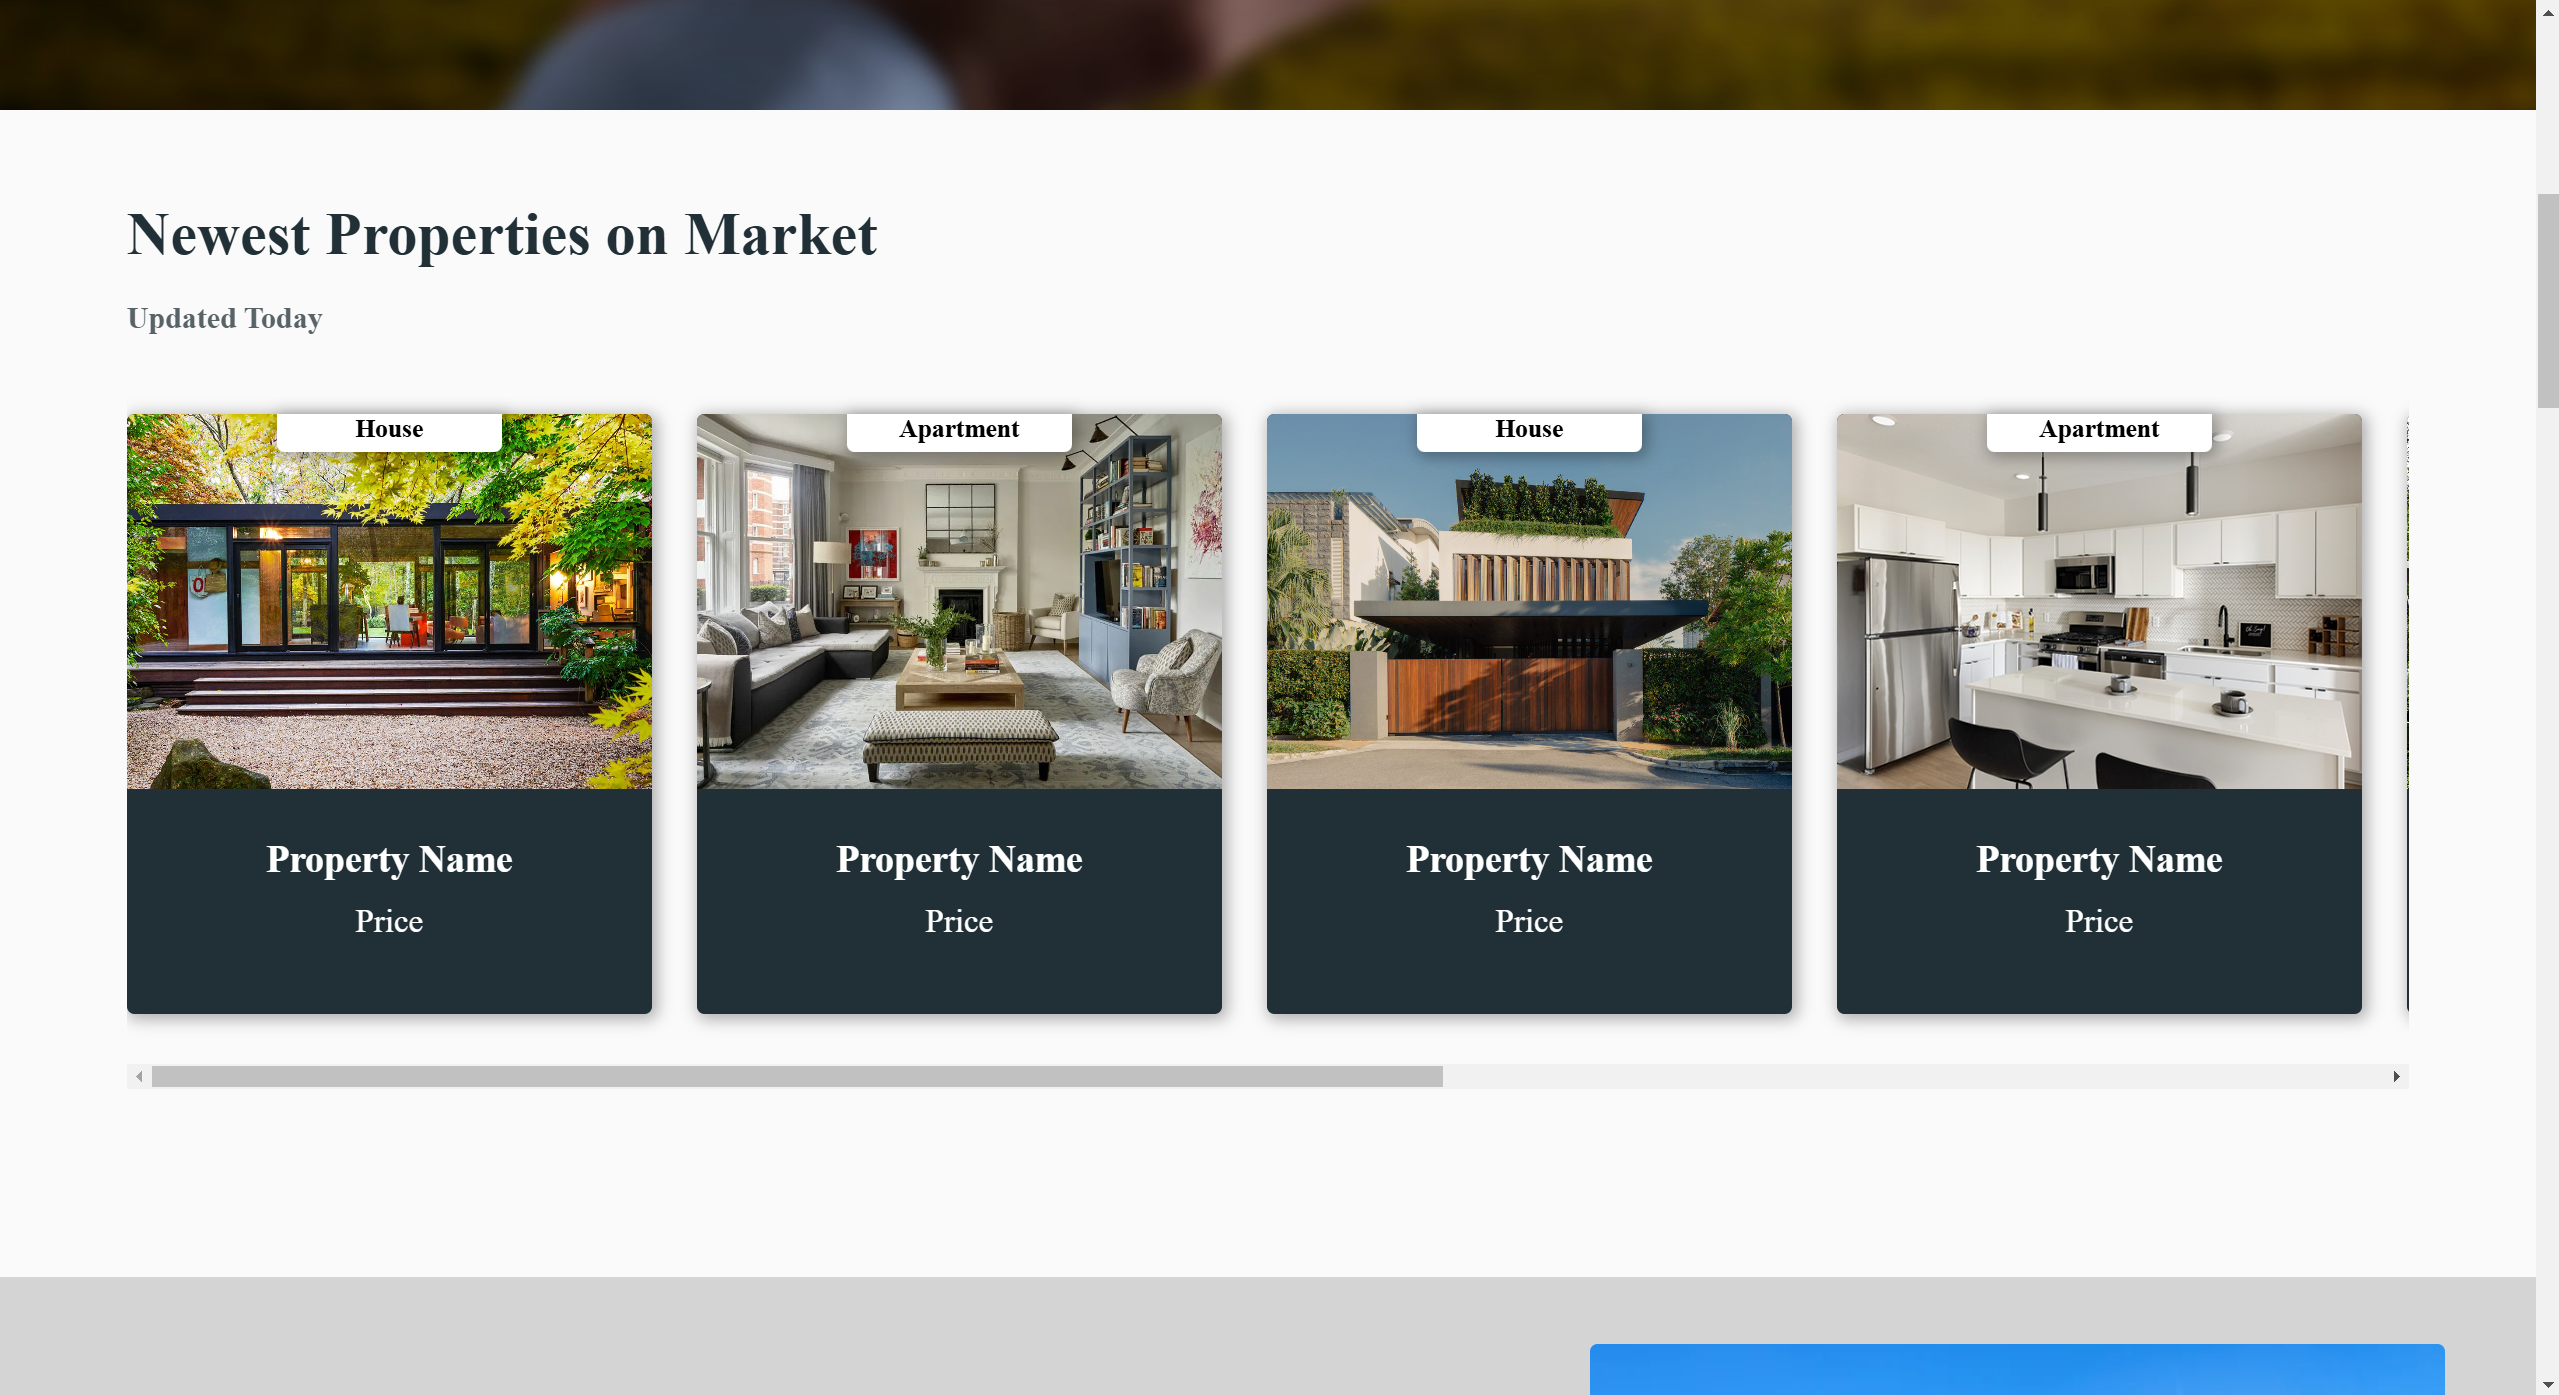 Newest Properties on Market
Updated Today
House
Apartment
House
Apartment
Property Name
Property Name
Property Name
Property Name
Price
Price
Price
Price